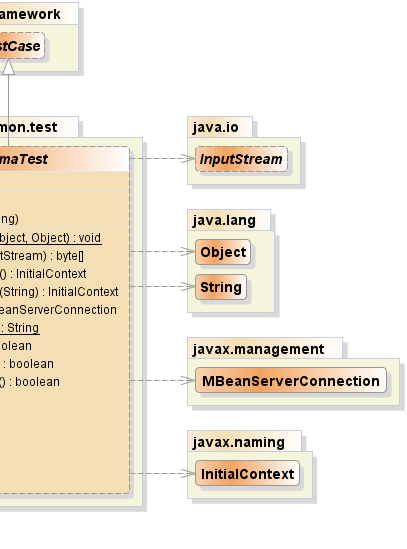 amework
stCase
mon.test
maTest
ng)
bject, Object) : void
tStream) : byte[]
() : InitialContext
(String) : InitialContext
eanServerConnection
: String
olean
: boolean
() : boolean
java.io
InputStream
java.lang
Object
String
javax.management
MBeanServerConnection
javax.naming
InitialContext